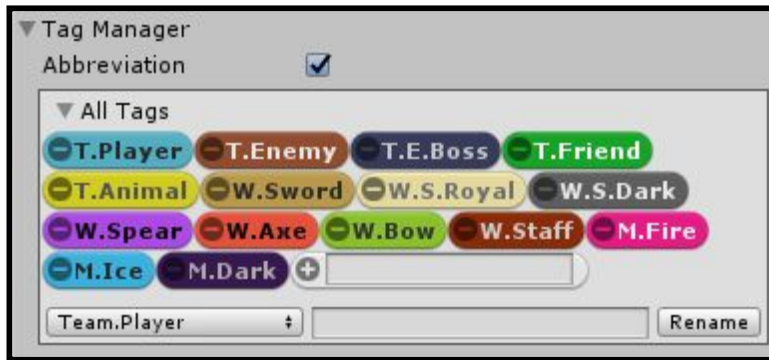 Tag Manager
Abbreviation
All Tags
T.Player T.Enemy T.E.Boss T.Friend
T.Animal W.Sword W.S.Royal W.S.Dark
W.Spear W.Axe W.Bow W.Staff M.Fire
M.Ice M.Dark
Team.Player Rename